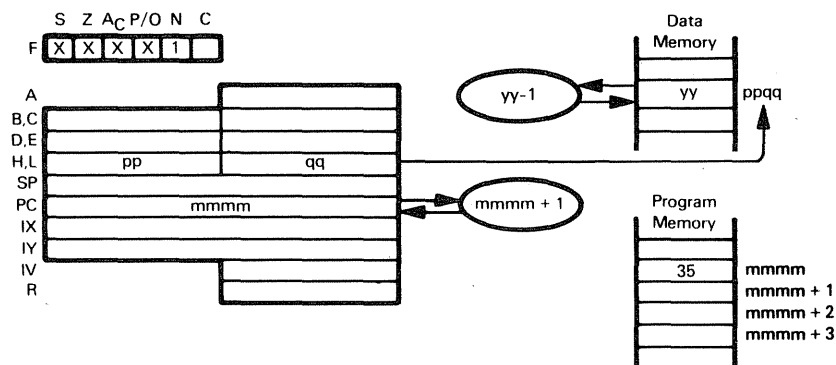 S Z AC P/O N C
F X X X X 1
Data
Memory
A
yy-1
yy
ppqq
B,C
D,E
H,L pp qq
SP
PC mmmm
mmmm + 1
Program
Memory
IX
IY
IV
35
mmmm
R
mmmm + 1
mmmm + 2
mmmm + 3